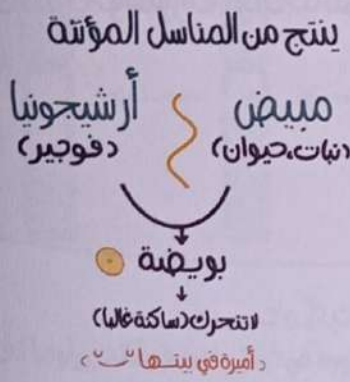 ينتج من المناسل المؤنثة
مبيض أرشيجونيا
(نبات، حيوان) (فوجير)
بويضة
لا تتحرك (ساكنة غالبا)
(أميرة في بيتها)